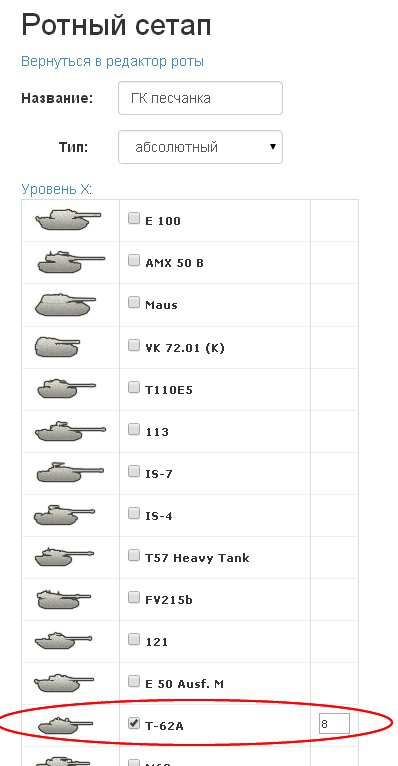 Ротный сетап
Вернуться в редактор роты
Название: ГК песчанка
Тип: абсолютный
Уровень X:
E 100
AMX 50 B
Maus
VK 72.01 (K)
T110E5
113
IS-7
IS-4
T57 Heavy Tank
FV215b
121
E 50 Ausf. M
T-62A 8